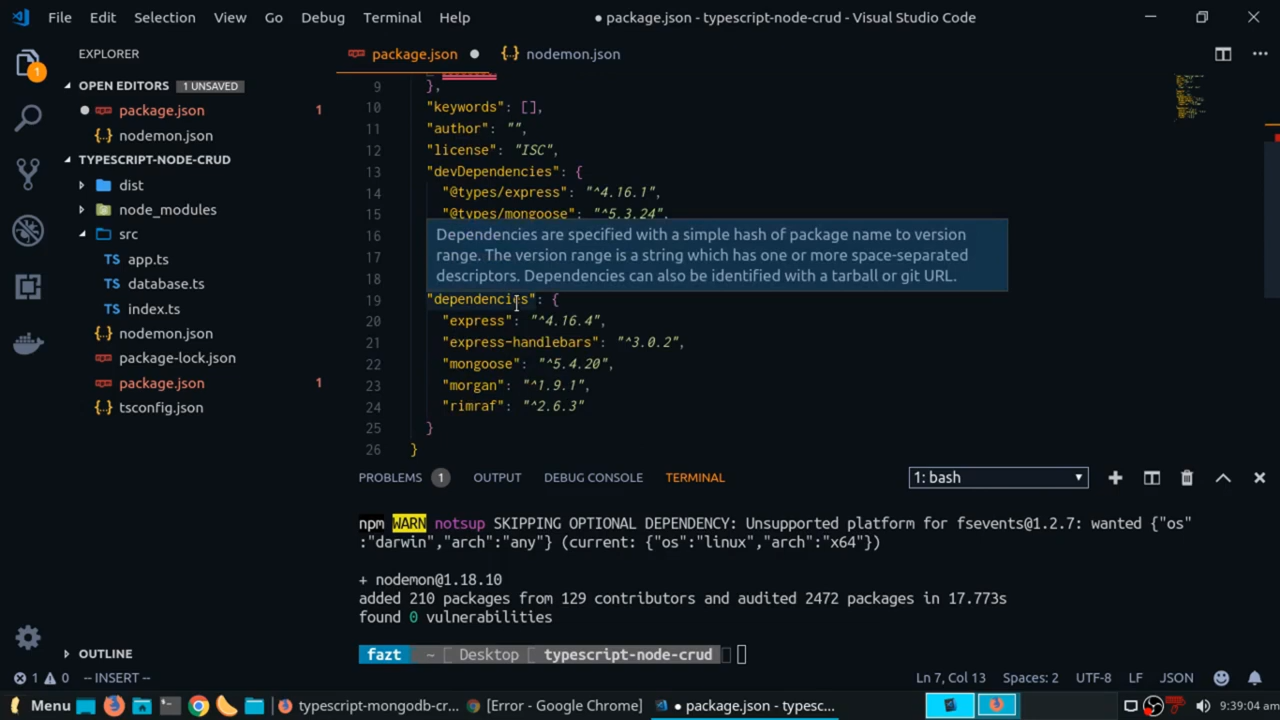 File Edit Selection View Go Debug Terminal Help
● package.json - typescript-node-crud - Visual Studio Code
EXPLORER
OPEN EDITORS 1 UNSAVED
package.json 1
nodemon.json
TYPESCRIPT-NODE-CRUD
dist
node_modules
src
TS app.ts
TS database.ts
TS index.ts
nodemon.json
package-lock.json
package.json 1
tsconfig.json
OUTLINE
1
package.json ●
{} nodemon.json
9 },
10 "keywords": [],
11 "author": "",
12 "license": "ISC",
13 "devDependencies": {
14 "@types/express": "^4.16.1",
15 "@types/mongoose": "^5.3.24",
16
17
18
Dependencies are specified with a simple hash of package name to version
range. The version range is a string which has one or more space-separated
descriptors. Dependencies can also be identified with a tarball or git URL.
19 "dependencies": {
20 "express": "^4.16.4",
21 "express-handlebars": "^3.0.2",
22 "mongoose": "^5.4.20",
23 "morgan": "^1.9.1",
24 "rimraf": "^2.6.3"
25 }
26 }
PROBLEMS 1 OUTPUT DEBUG CONSOLE TERMINAL 1: bash
npm WARN notsup SKIPPING OPTIONAL DEPENDENCY: Unsupported platform for fsevents@1.2.7: wanted {"os"
:"darwin","arch":"any"} (current: {"os":"linux","arch":"x64"})
+ nodemon@1.18.10
added 210 packages from 129 contributors and audited 2472 packages in 17.773s
found 0 vulnerabilities
fazt ~ Desktop typescript-node-crud
1 0 -- INSERT -- Ln 7, Col 13 Spaces: 2 UTF-8 LF JSON
Menu typescript-mongodb-cr... [Error - Google Chrome] ● package.json - typesc... 9:39:04 am